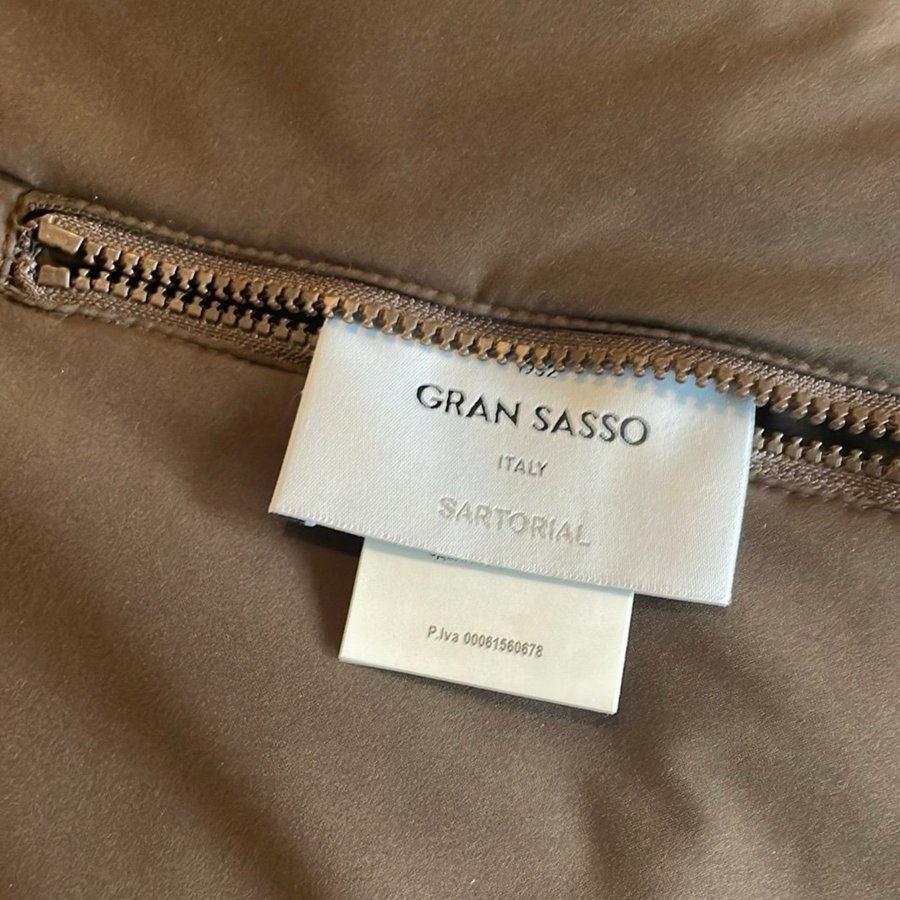 GRAN SASSO
ITALY
SARTORIAL
P.Iva 00061560678